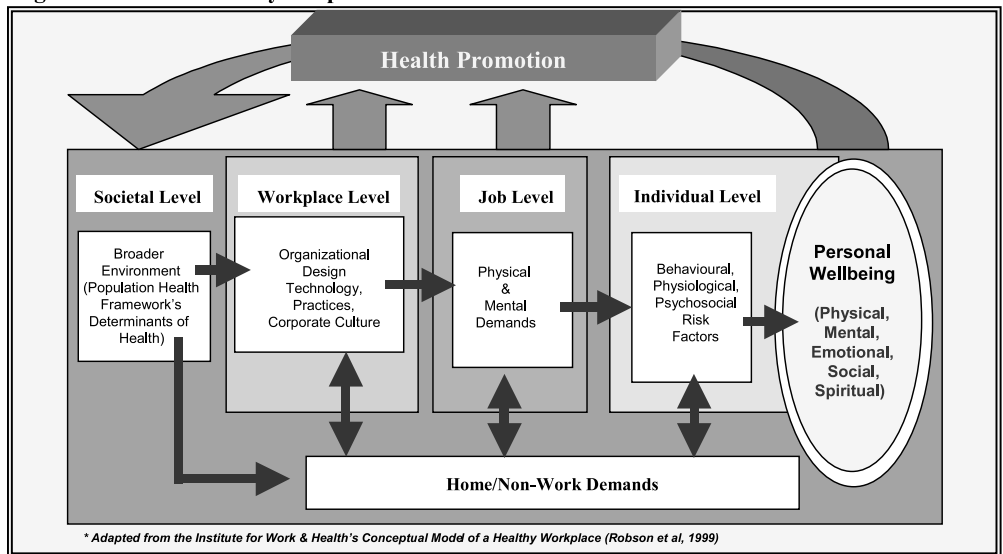 Health Promotion
Societal Level
Workplace Level
Job Level
Individual Level
Broader
Environment
(Population Health
Framework's
Determinants of
Health)
Organizational
Design
Technology,
Practices,
Corporate Culture
Physical
&
Mental
Demands
Behavioural,
Physiological,
Psychosocial
Risk
Factors
Personal
Wellbeing
(Physical,
Mental,
Emotional,
Social,
Spiritual)
Home/Non-Work Demands
* Adapted from the Institute for Work & Health's Conceptual Model of a Healthy Workplace (Robson et al, 1999)